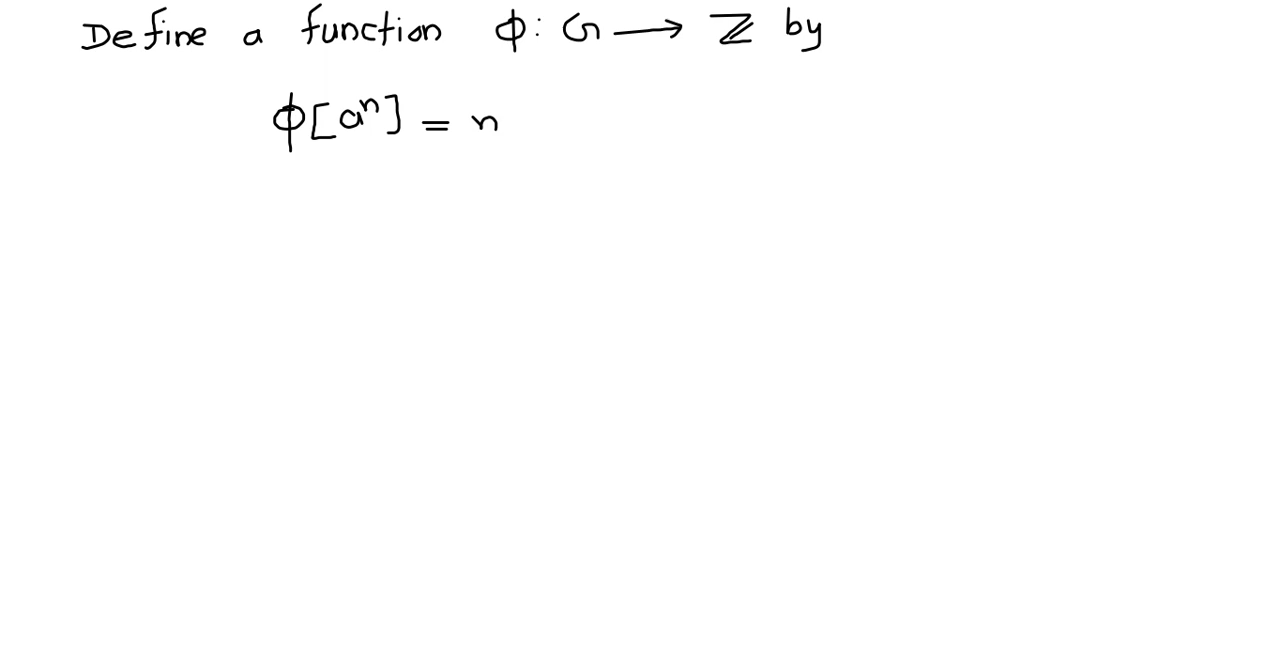 Define a function ϕ: G ⟶ ℤ by
ϕ[aⁿ] = n